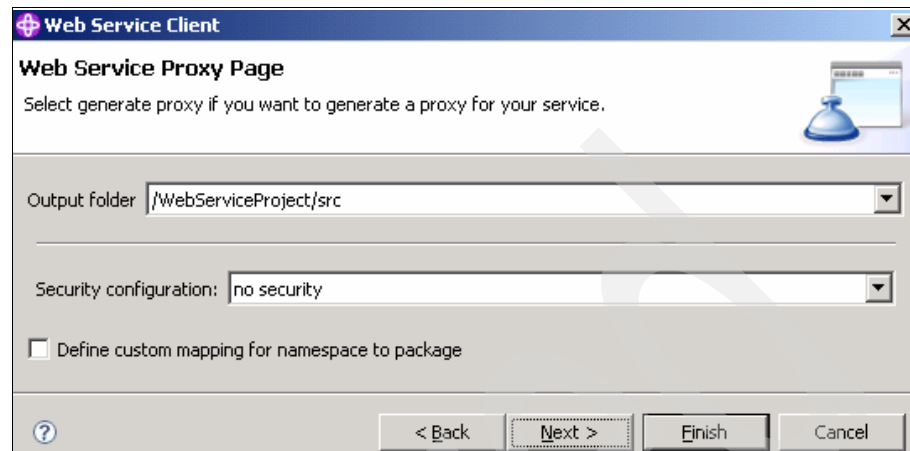 Web Service Client
Web Service Proxy Page
Select generate proxy if you want to generate a proxy for your service.
Output folder /WebServiceProject/src
Security configuration: no security
Define custom mapping for namespace to package
? < Back Next > Finish Cancel